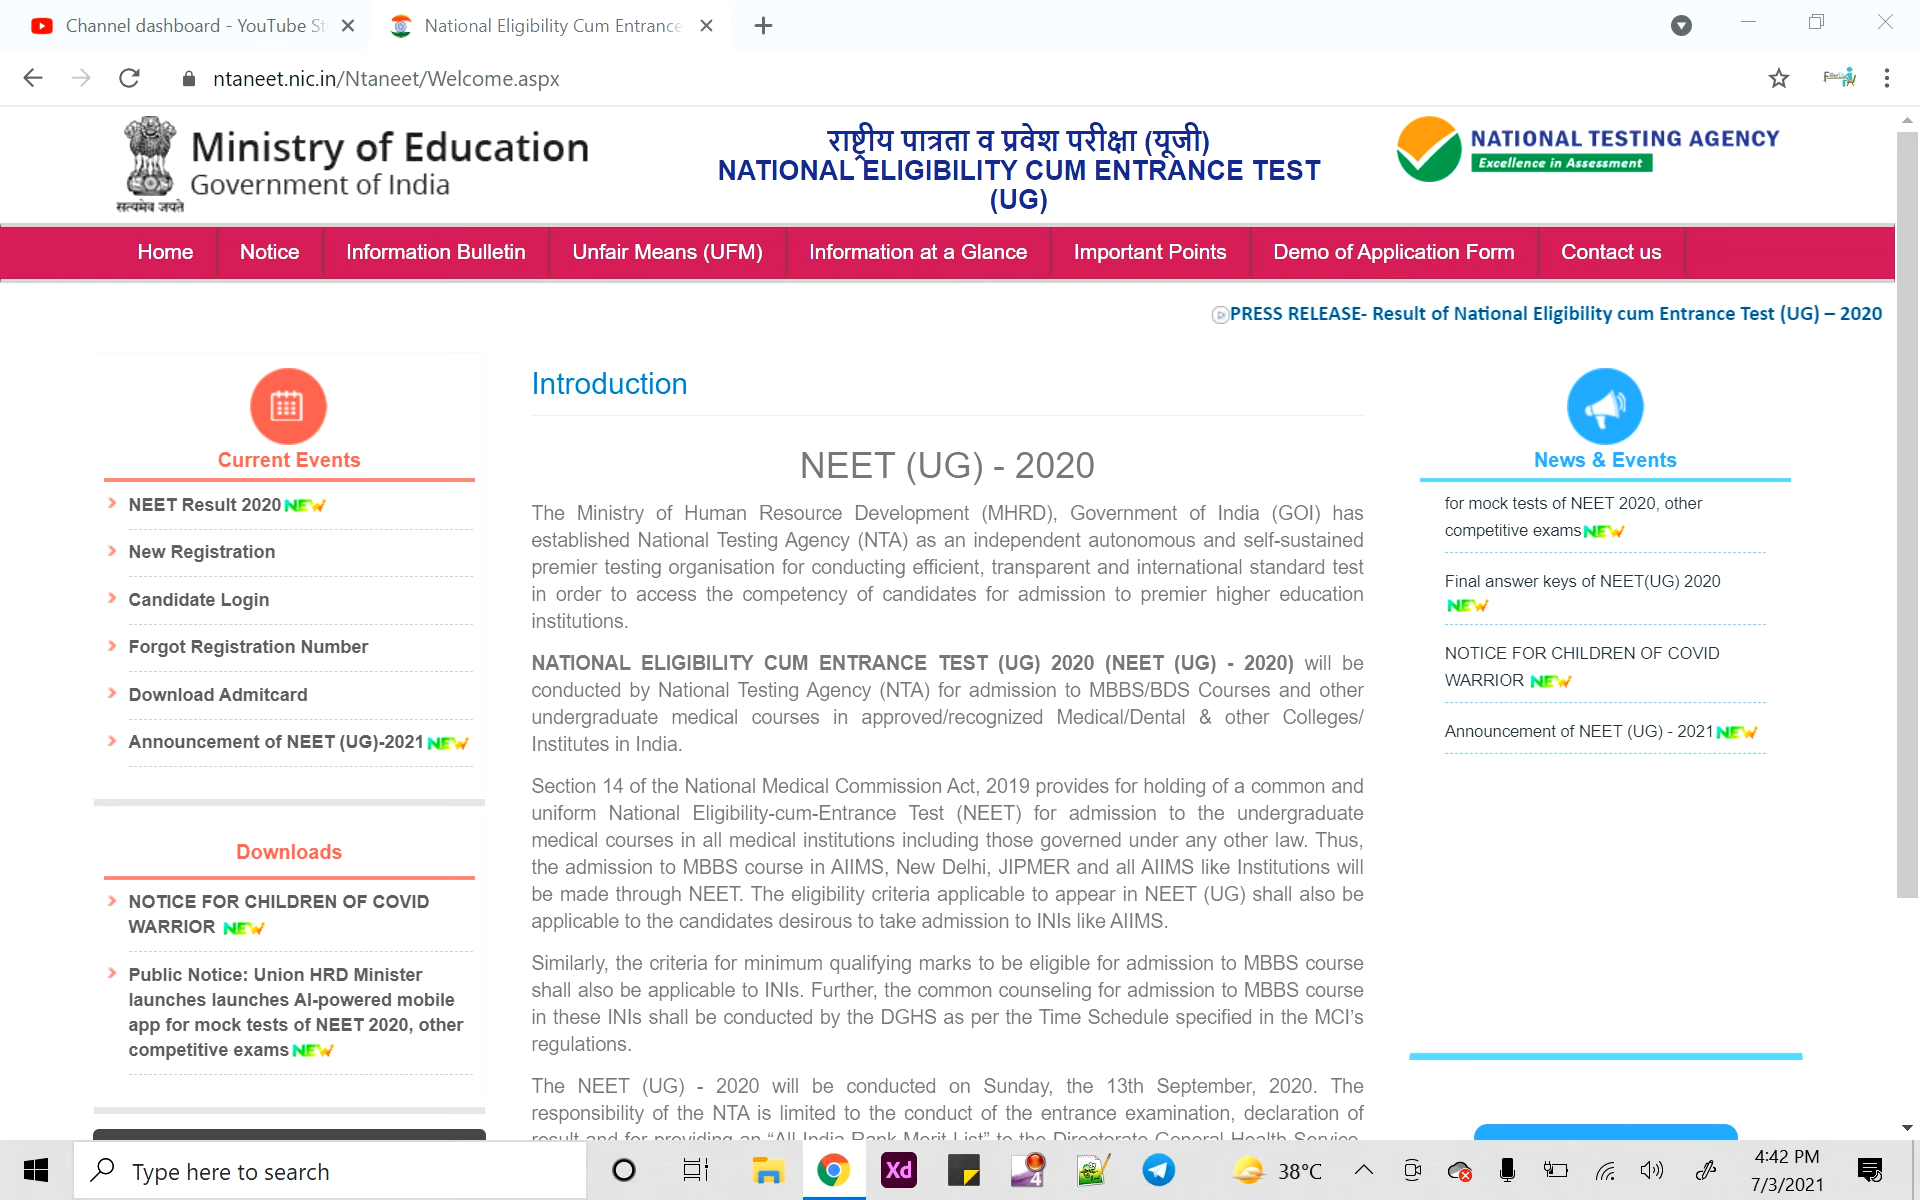 Channel dashboard - YouTube St
National Eligibility Cum Entrance
ntaneet.nic.in/Ntaneet/Welcome.aspx
सत्यमेव जयते
Ministry of Education
Government of India
राष्ट्रीय पात्रता व प्रवेश परीक्षा (यूजी)
NATIONAL ELIGIBILITY CUM ENTRANCE TEST
(UG)
NATIONAL TESTING AGENCY
Excellence in Assessment
Home Notice Information Bulletin Unfair Means (UFM) Information at a Glance Important Points Demo of Application Form Contact us
PRESS RELEASE- Result of National Eligibility cum Entrance Test (UG) – 2020
Current Events
NEET Result 2020 NEW
New Registration
Candidate Login
Forgot Registration Number
Download Admitcard
Announcement of NEET (UG)-2021 NEW
Downloads
NOTICE FOR CHILDREN OF COVID
WARRIOR NEW
Public Notice: Union HRD Minister
launches launches AI-powered mobile
app for mock tests of NEET 2020, other
competitive exams NEW
Introduction
NEET (UG) - 2020
The Ministry of Human Resource Development (MHRD), Government of India (GOI) has
established National Testing Agency (NTA) as an independent autonomous and self-sustained
premier testing organisation for conducting efficient, transparent and international standard test
in order to access the competency of candidates for admission to premier higher education
institutions.
NATIONAL ELIGIBILITY CUM ENTRANCE TEST (UG) 2020 (NEET (UG) - 2020) will be
conducted by National Testing Agency (NTA) for admission to MBBS/BDS Courses and other
undergraduate medical courses in approved/recognized Medical/Dental & other Colleges/
Institutes in India.
Section 14 of the National Medical Commission Act, 2019 provides for holding of a common and
uniform National Eligibility-cum-Entrance Test (NEET) for admission to the undergraduate
medical courses in all medical institutions including those governed under any other law. Thus,
the admission to MBBS course in AIIMS, New Delhi, JIPMER and all AIIMS like Institutions will
be made through NEET. The eligibility criteria applicable to appear in NEET (UG) shall also be
applicable to the candidates desirous to take admission to INIs like AIIMS.
Similarly, the criteria for minimum qualifying marks to be eligible for admission to MBBS course
shall also be applicable to INIs. Further, the common counseling for admission to MBBS course
in these INIs shall be conducted by the DGHS as per the Time Schedule specified in the MCI's
regulations.
The NEET (UG) - 2020 will be conducted on Sunday, the 13th September, 2020. The
responsibility of the NTA is limited to the conduct of the entrance examination, declaration of
result and for providing an “All India Rank Merit List” to the Directorate General Health Service,
News & Events
for mock tests of NEET 2020, other
competitive exams NEW
Final answer keys of NEET(UG) 2020
NEW
NOTICE FOR CHILDREN OF COVID
WARRIOR NEW
Announcement of NEET (UG) - 2021 NEW
Type here to search
Xd
4
38°C
4:42 PM
7/3/2021
3